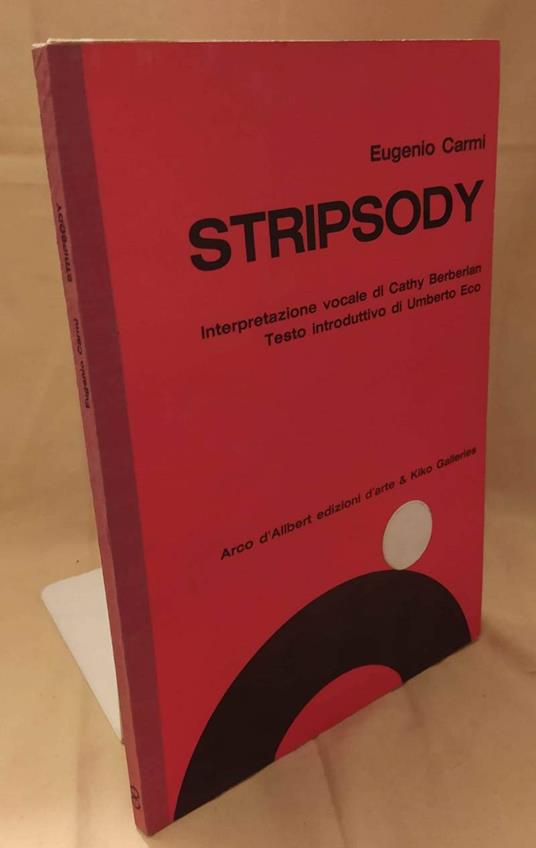 Eugenio Carmi
STRIPSODY
Interpretazione vocale di Cathy Berberian
Testo introduttivo di Umberto Eco
Arco d'Alibert edizioni d'arte & Kiko Galleries
Eugenio Carmi STRIPSODY